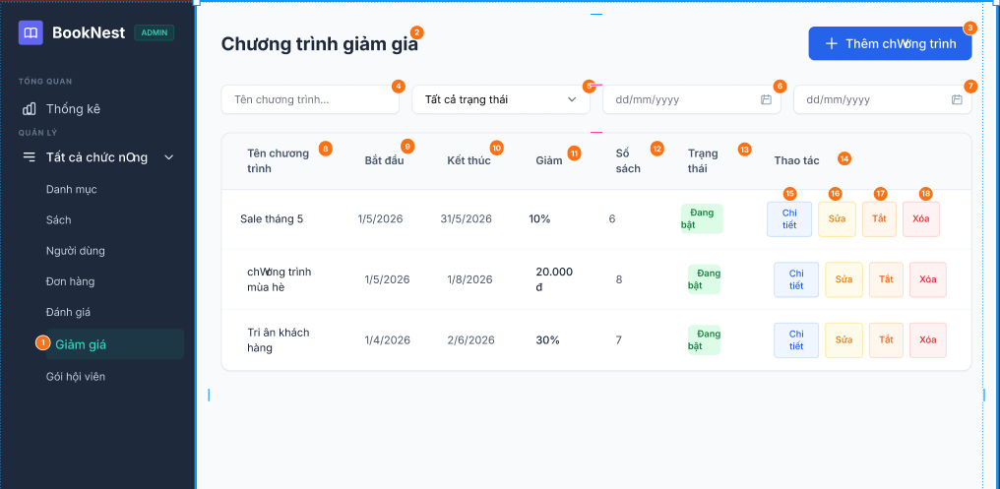 BookNest ADMIN
TỔNG QUAN
Thống kê
QUẢN LÝ
Tất cả chức năng
Danh mục
Sách
Người dùng
Đơn hàng
Đánh giá
1 Giảm giá
Gói hội viên
Chương trình giảm giá 2
Thêm chương trình 3
Tên chương trình... 4
Tất cả trạng thái 5
dd/mm/yyyy 6
dd/mm/yyyy 7
Tên chương trình 8
Bắt đầu 9
Kết thúc 10
Giảm 11
Số sách 12
Trạng thái 13
Thao tác 14
15 16 17 18
Sale tháng 5 1/5/2026 31/5/2026 10% 6 Đang bật Chi tiết Sửa Tắt Xóa
chương trình mùa hè 1/5/2026 1/8/2026 20.000 đ 8 Đang bật Chi tiết Sửa Tắt Xóa
Tri ân khách hàng 1/4/2026 2/6/2026 30% 7 Đang bật Chi tiết Sửa Tắt Xóa